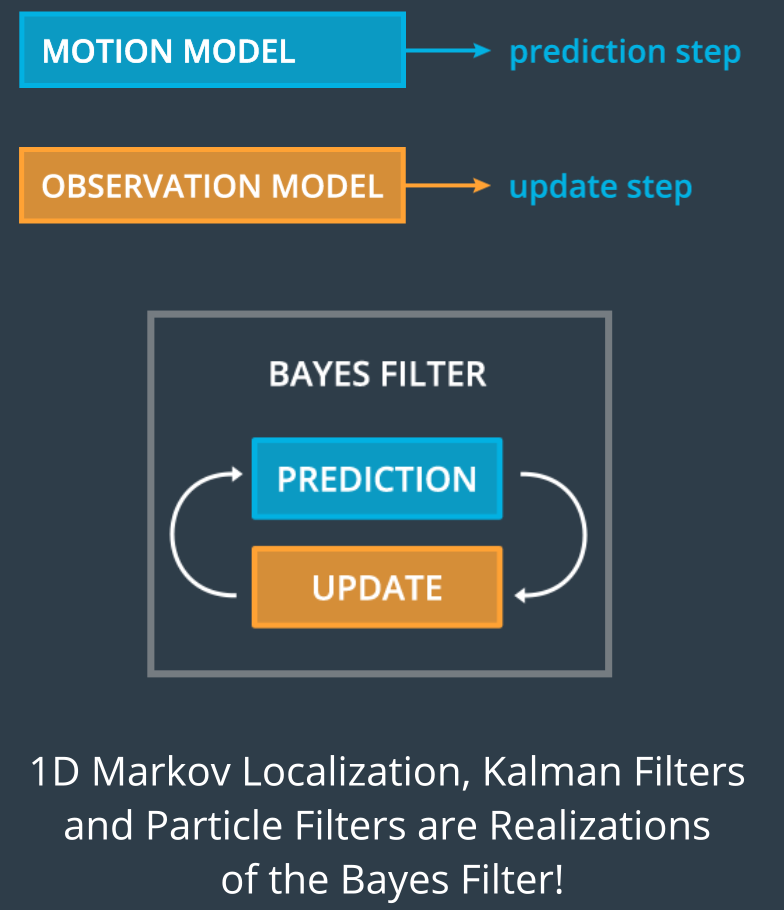 MOTION MODEL
prediction step
OBSERVATION MODEL
update step
BAYES FILTER
PREDICTION
UPDATE
1D Markov Localization, Kalman Filters
and Particle Filters are Realizations
of the Bayes Filter!